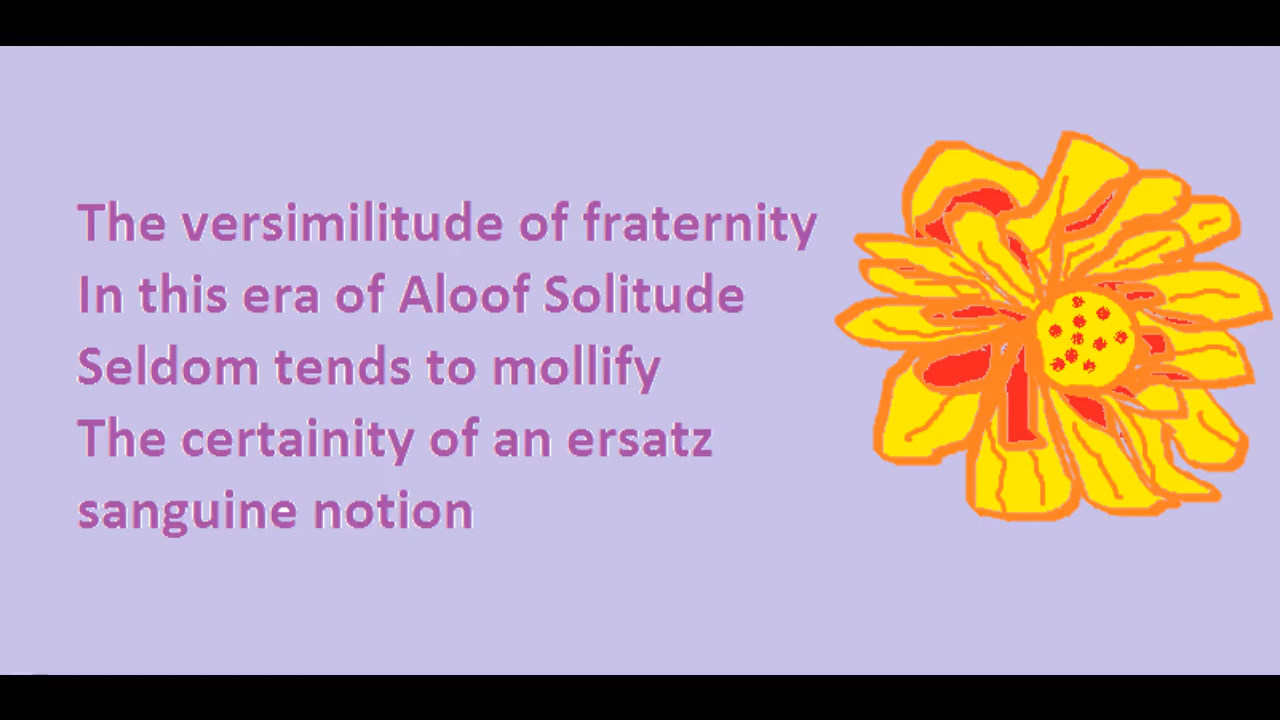 The versimilitude of fraternity
In this era of Aloof Solitude
Seldom tends to mollify
The certainity of an ersatz
sanguine notion